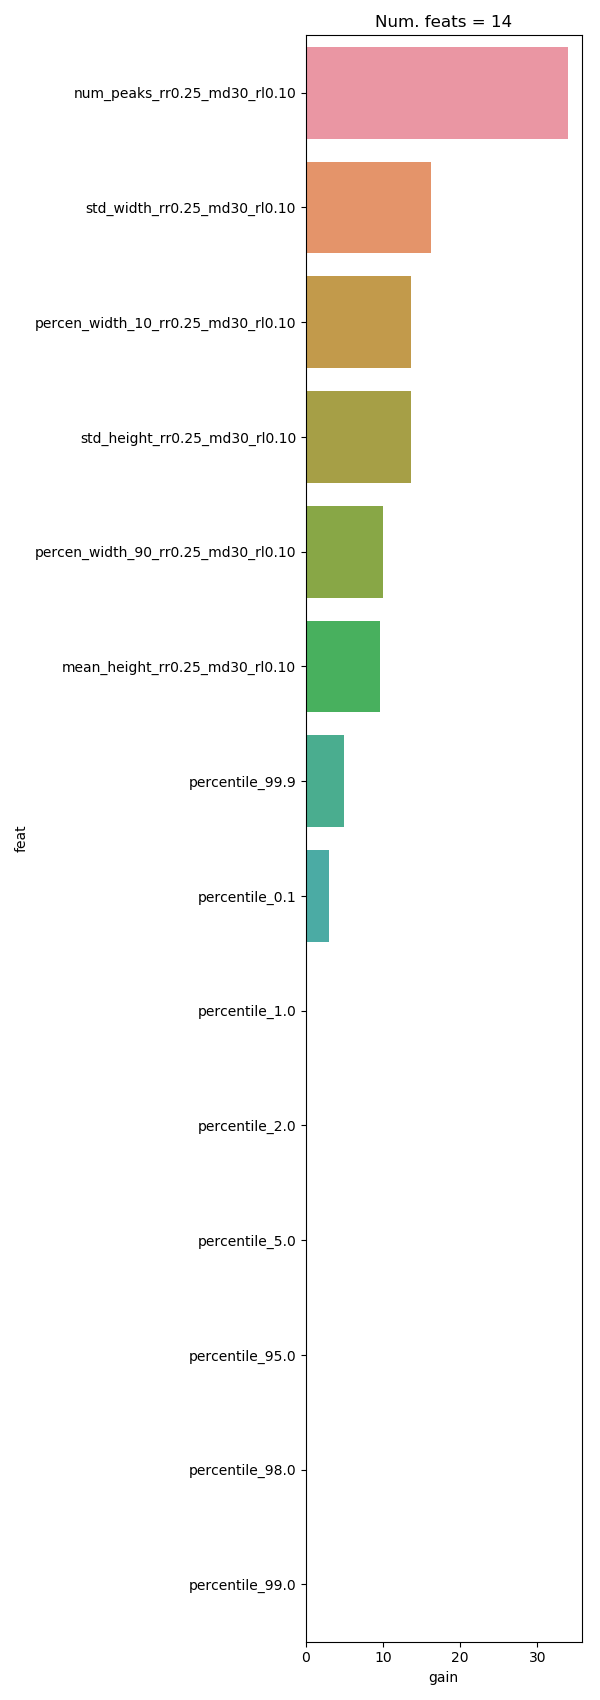 Num. feats = 14
num_peaks_rr0.25_md30_rl0.10
std_width_rr0.25_md30_rl0.10
percen_width_10_rr0.25_md30_rl0.10
std_height_rr0.25_md30_rl0.10
percen_width_90_rr0.25_md30_rl0.10
mean_height_rr0.25_md30_rl0.10
percentile_99.9
feat
percentile_0.1
percentile_1.0
percentile_2.0
percentile_5.0
percentile_95.0
percentile_98.0
percentile_99.0
0 10 20 30
gain